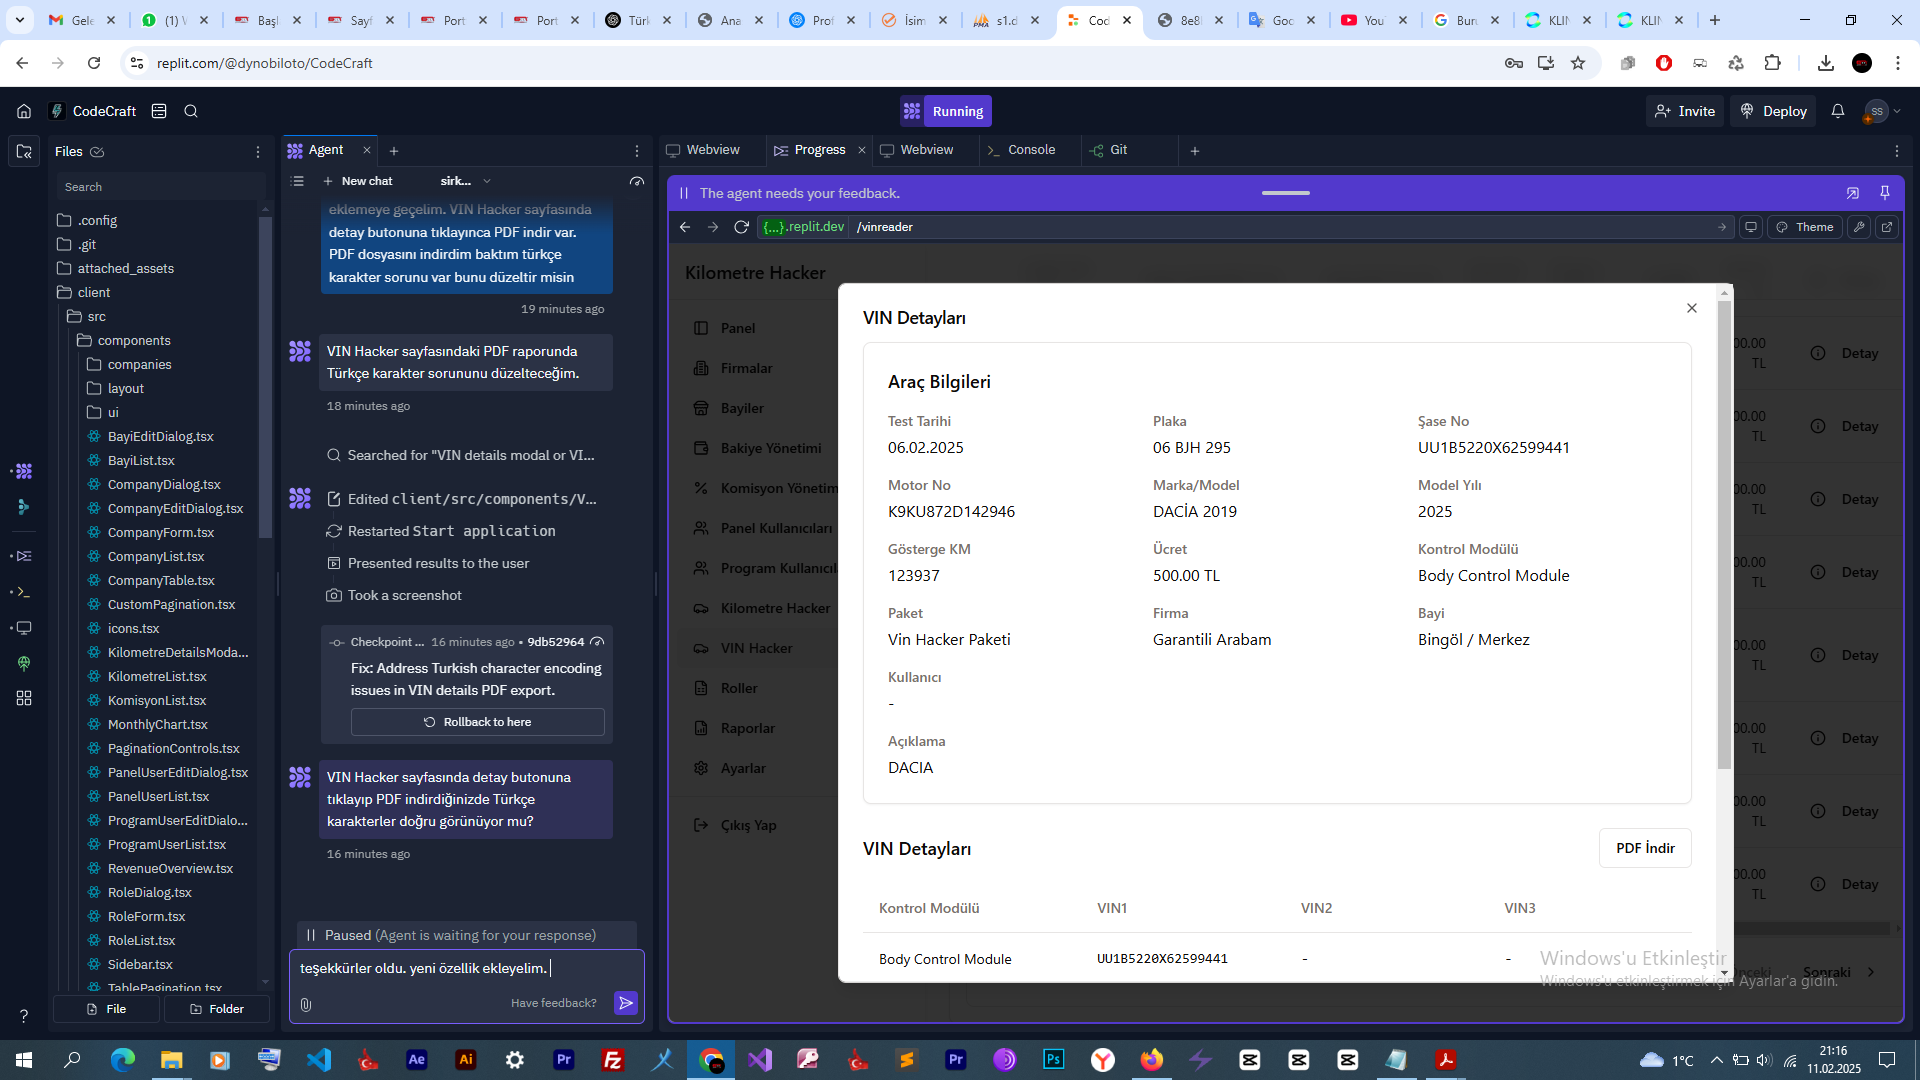 Gele
(1) V
Başl
Sayf
Port
Port
Türk
Ana
Prof
İsim
s1.d
Cod
8e8
Goo
You
Buru
KLIN
KLIN
replit.com/@dynobiloto/CodeCraft
CodeCraft
Running
Invite
Deploy
SS
Files
Agent
Webview
Progress
Webview
Console
Git
Search
New chat
sirk...
The agent needs your feedback.
{...}.replit.dev
/vinreader
Theme
.config
.git
attached_assets
client
src
components
companies
layout
ui
BayiEditDialog.tsx
BayiList.tsx
CompanyDialog.tsx
CompanyEditDialog.tsx
CompanyForm.tsx
CompanyList.tsx
CompanyTable.tsx
CustomPagination.tsx
icons.tsx
KilometreDetailsModa...
KilometreList.tsx
KomisyonList.tsx
MonthlyChart.tsx
PaginationControls.tsx
PanelUserEditDialog.tsx
PanelUserList.tsx
ProgramUserEditDialo...
ProgramUserList.tsx
RevenueOverview.tsx
RoleDialog.tsx
RoleForm.tsx
RoleList.tsx
Sidebar.tsx
TablePagination.tsx
File
Folder
eklemeye geçelim. VIN Hacker sayfasında
detay butonuna tıklayınca PDF indir var.
PDF dosyasını indirdim baktım türkçe
karakter sorunu var bunu düzeltir misin
19 minutes ago
VIN Hacker sayfasındaki PDF raporunda
Türkçe karakter sorununu düzelteceğim.
18 minutes ago
Searched for "VIN details modal or VI...
Edited client/src/components/V...
Restarted Start application
Presented results to the user
Took a screenshot
Checkpoint ... 16 minutes ago • 9db52964
Fix: Address Turkish character encoding
issues in VIN details PDF export.
Rollback to here
VIN Hacker sayfasında detay butonuna
tıklayıp PDF indirdiğinizde Türkçe
karakterler doğru görünüyor mu?
16 minutes ago
Paused (Agent is waiting for your response)
teşekkürler oldu. yeni özellik ekleyelim.
Have feedback?
Kilometre Hacker
Panel
Firmalar
Bayiler
Bakiye Yönetimi
Komisyon Yönetim
Panel Kullanıcıları
Program Kullanıcıl
Kilometre Hacker
VIN Hacker
Roller
Raporlar
Ayarlar
Çıkış Yap
VIN Detayları
Araç Bilgileri
Test Tarihi
Plaka
Şase No
06.02.2025
06 BJH 295
UU1B5220X62599441
Motor No
Marka/Model
Model Yılı
K9KU872D142946
DACİA 2019
2025
Gösterge KM
Ücret
Kontrol Modülü
123937
500.00 TL
Body Control Module
Paket
Firma
Bayi
Vin Hacker Paketi
Garantili Arabam
Bingöl / Merkez
Kullanıcı
-
Açıklama
DACIA
VIN Detayları
PDF İndir
Kontrol Modülü
VIN1
VIN2
VIN3
Body Control Module
UU1B5220X62599441
-
-
00.00
TL
Detay
00.00
TL
Detay
00.00
TL
Detay
00.00
TL
Detay
00.00
TL
Detay
00.00
TL
Detay
00.00
TL
Detay
00.00
TL
Detay
Önceki
Sonraki
Windows'u Etkinleştir
Windows'u etkinleştirmek için Ayarlar'a gidin.
1°C
21:16
11.02.2025